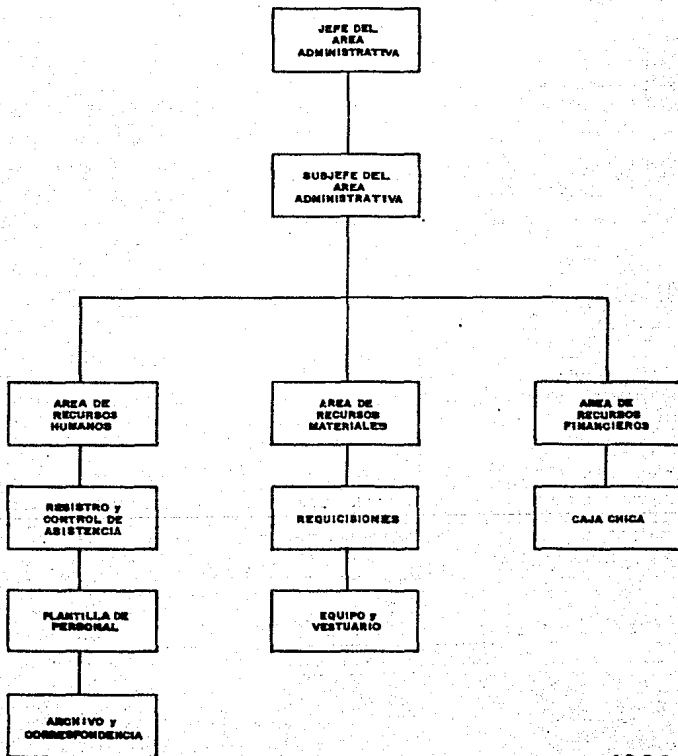 JEFE DEL
AREA
ADMINISTRATIVA
SUBJEFE DEL
AREA
ADMINISTRATIVA
AREA DE
RECURSOS
HUMANOS
AREA DE
RECURSOS
MATERIALES
AREA DE
RECURSOS
FINANCIEROS
REGISTRO y
CONTROL DE
ASISTENCIA
REQUICISIONES
CAJA CHICA
PLANTILLA DE
PERSONAL
EQUIPO y
VESTUARIO
ARCHIVO y
CORRESPONDENCIA